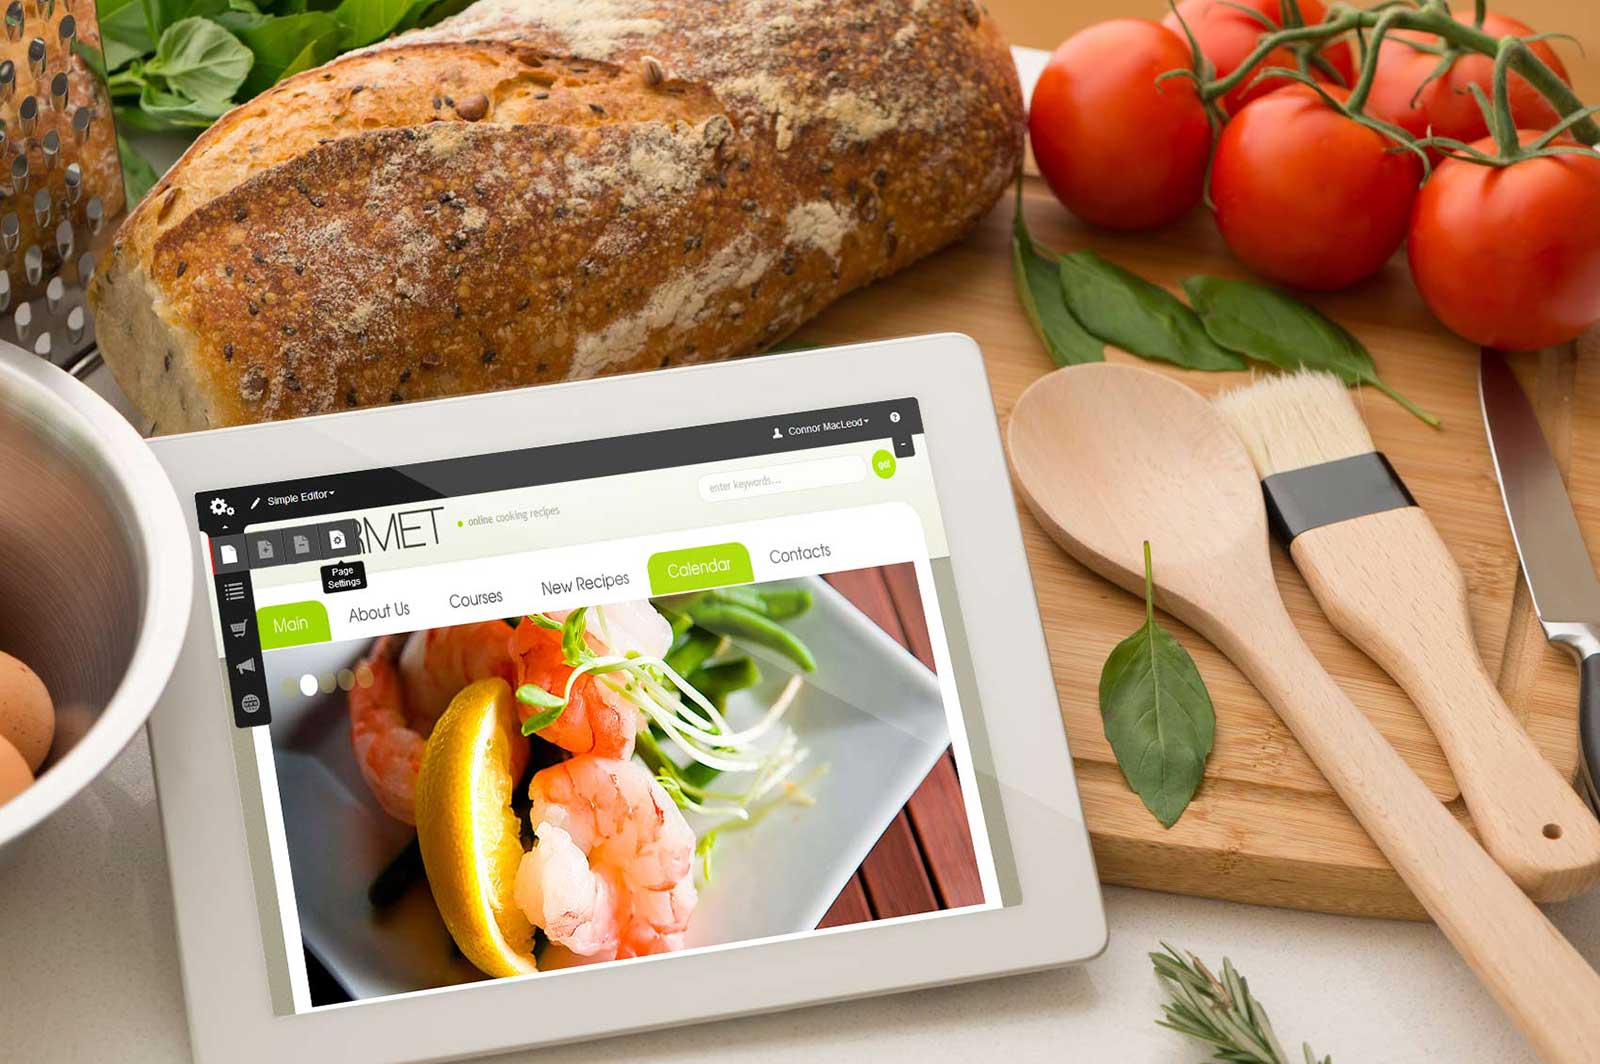 Connor MacLeod
?
Simple Editor
enter keywords...
go!
RMET
online cooking recipes
Page
Settings
Main
About Us
Courses
New Recipes
Calendar
Contacts